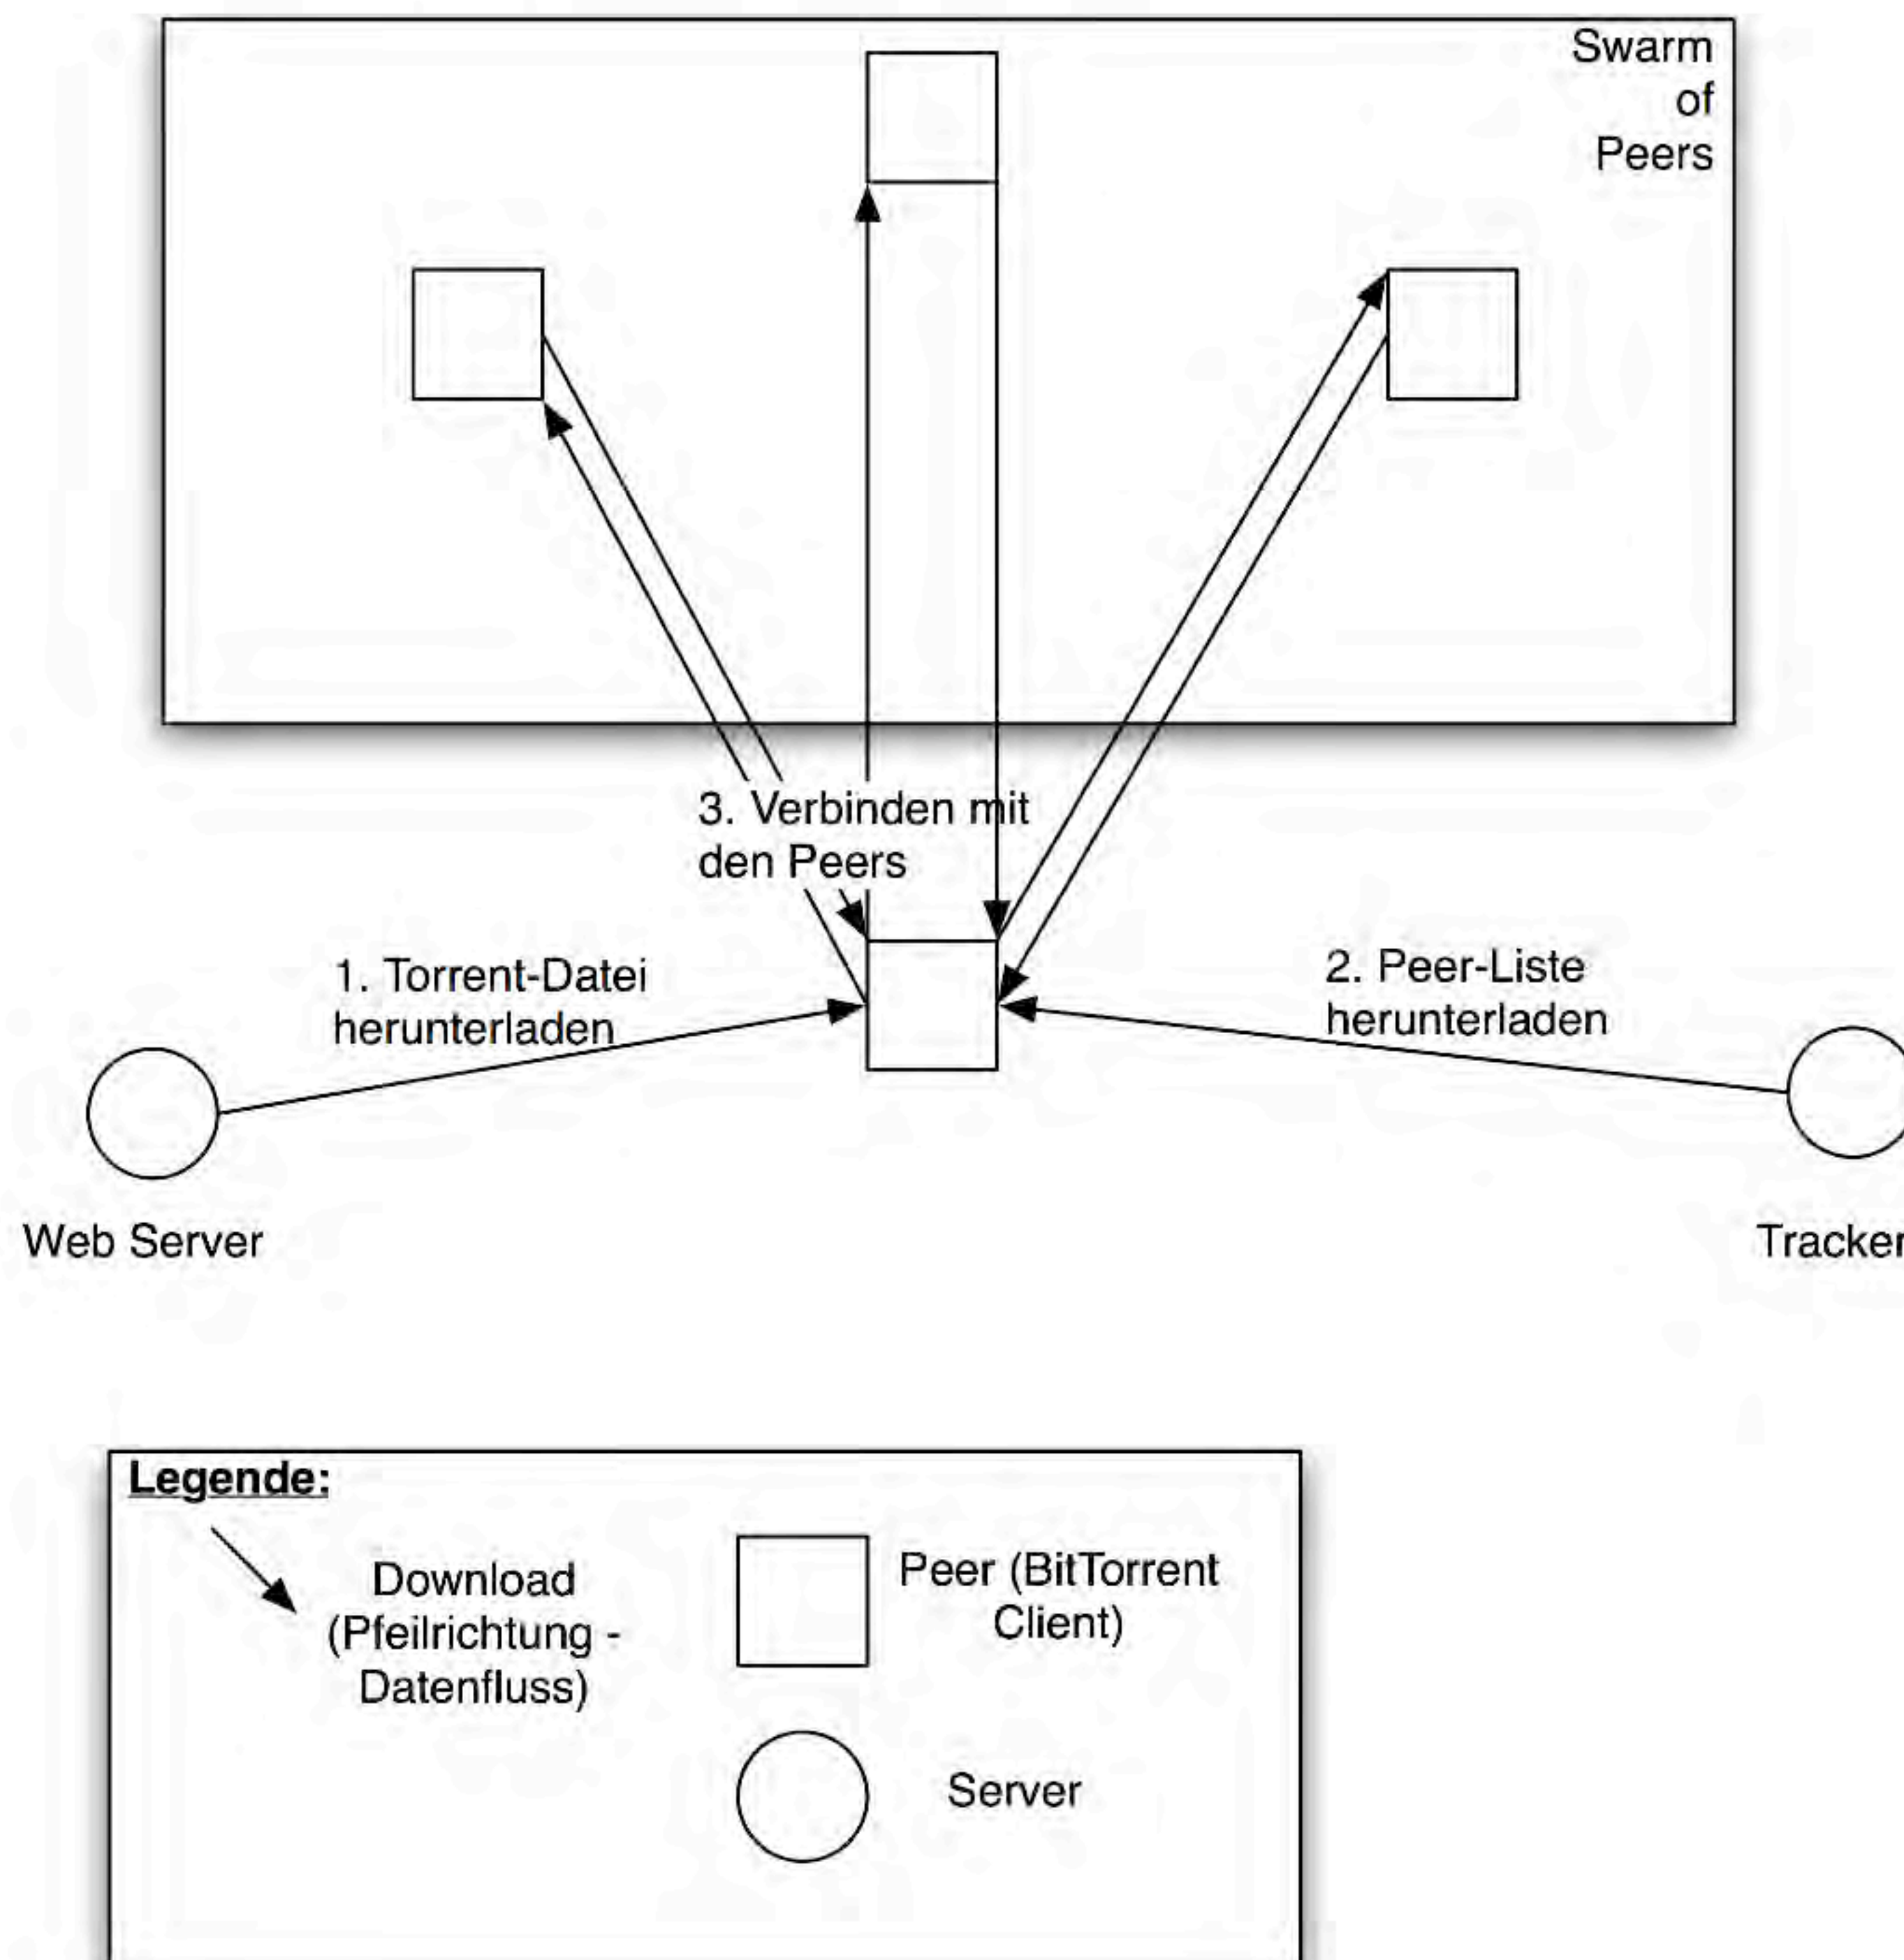 Swarm
of
Peers
3. Verbinden mit
den Peers
1. Torrent-Datei
herunterladen
2. Peer-Liste
herunterladen
Web Server
Tracker
Legende:
Download
(Pfeilrichtung -
Datenfluss)
Peer (BitTorrent
Client)
Server